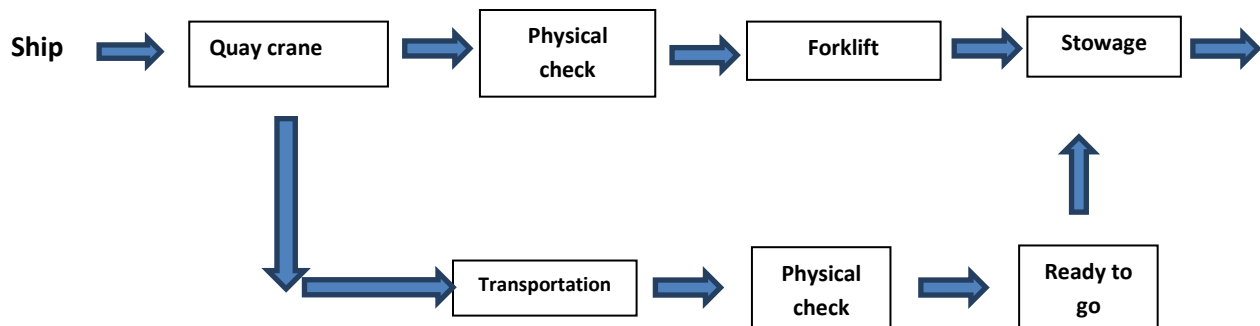 Ship
Quay crane
Physical
check
Forklift
Stowage
Transportation
Physical
check
Ready to
go